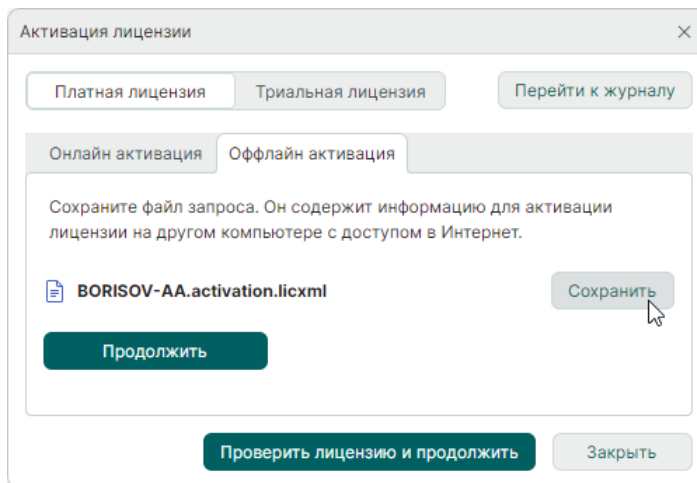 Активация лицензии
Платная лицензия
Триальная лицензия
Перейти к журналу
Онлайн активация
Оффлайн активация
Сохраните файл запроса. Он содержит информацию для активации
лицензии на другом компьютере с доступом в Интернет.
BORISOV-AA.activation.licxml
Сохранить
Продолжить
Проверить лицензию и продолжить
Закрыть